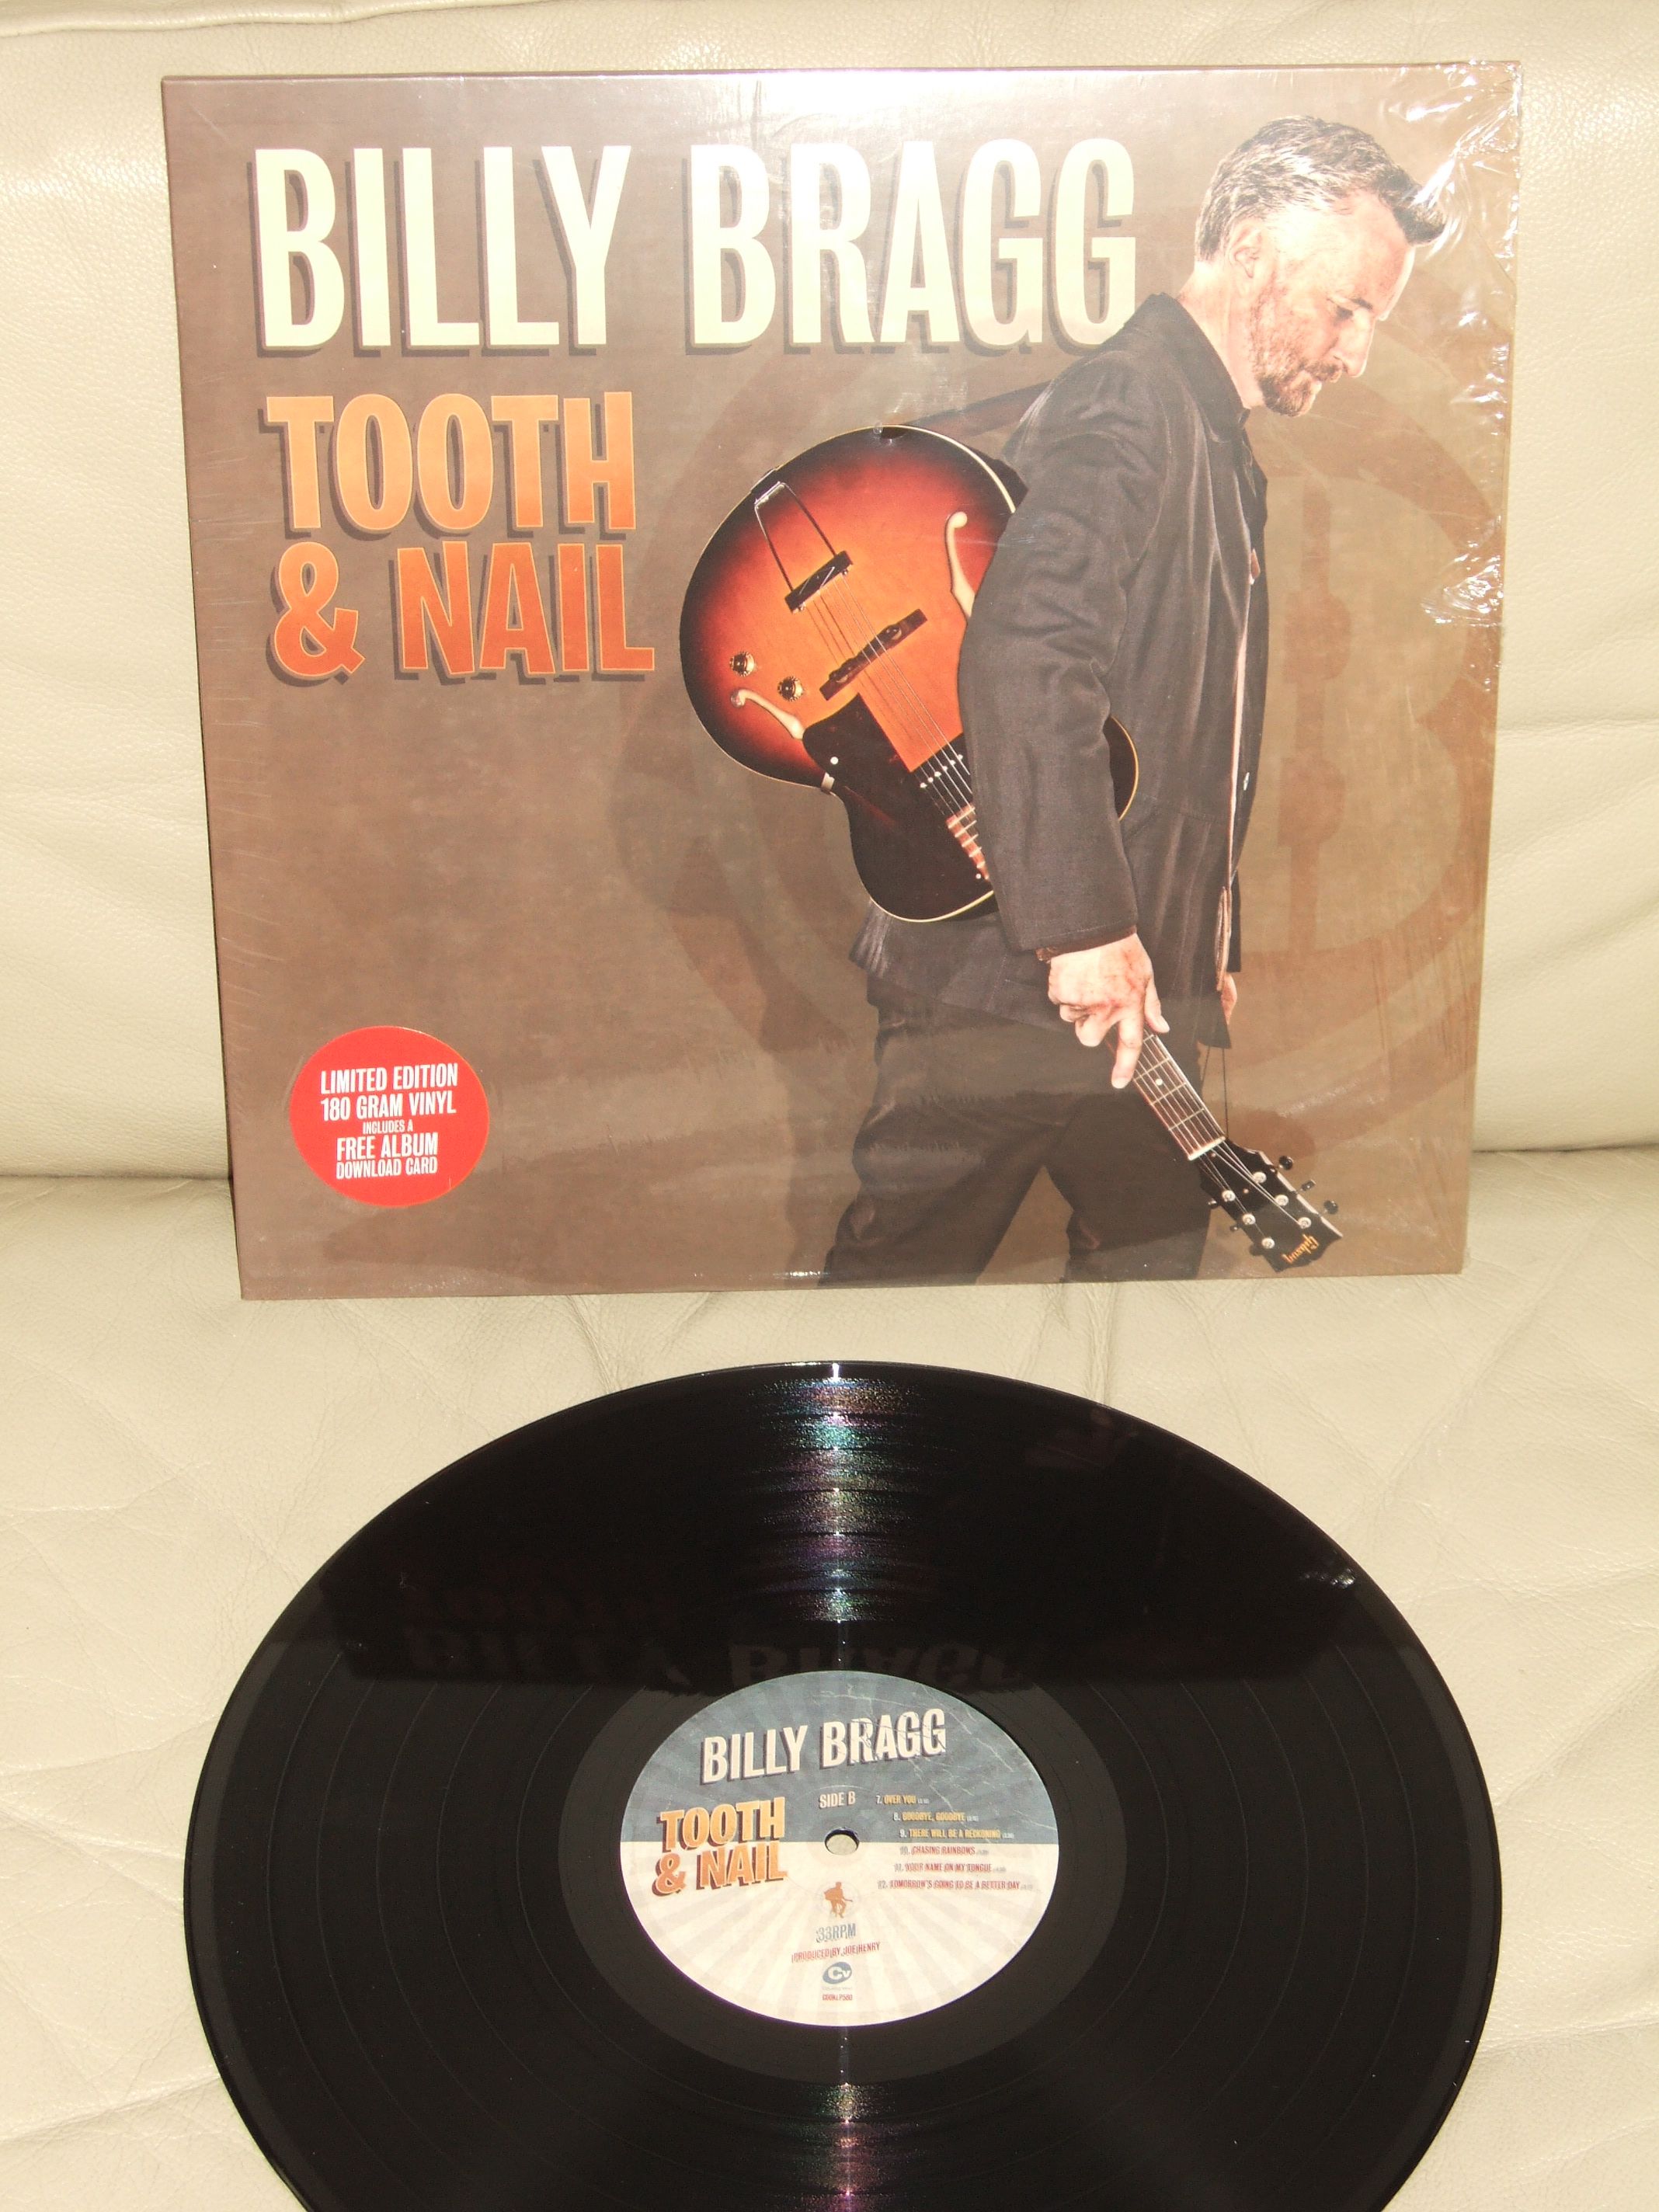 BILLY BRAGG
TOOTH
& NAIL
LIMITED EDITION
180 GRAM VINYL
INCLUDES A
FREE ALBUM
DOWNLOAD CARD
Gibson
BILLY BRAGG
TOOTH
& NAIL
SIDE B
7. OVER YOU
8. GOODBYE, GOODBYE
9. THERE WILL BE A RECKONING
10. CHASING RAINBOWS
11. YOUR NAME ON MY TONGUE
12. TOMORROW'S GOING TO BE A BETTER DAY
33RPM
PRODUCED BY JOE HENRY
CV